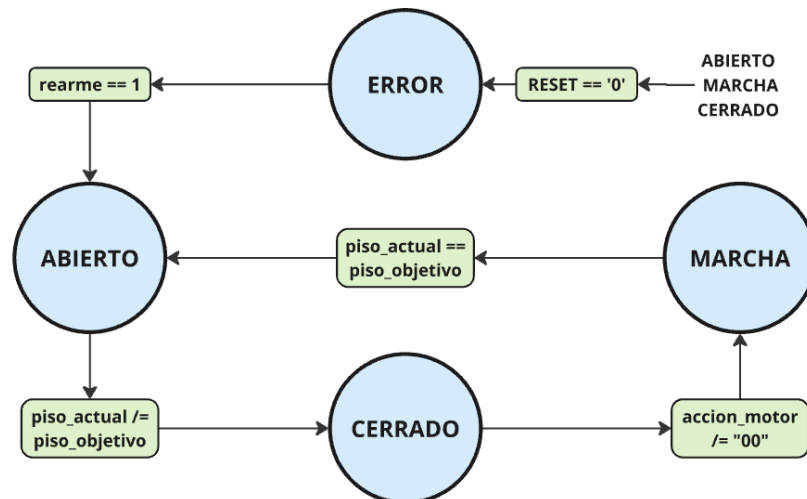 rearme == 1
ERROR
RESET == '0'
ABIERTO
MARCHA
CERRADO
ABIERTO
piso_actual ==
piso_objetivo
MARCHA
piso_actual /=
piso_objetivo
CERRADO
accion_motor
/= "00"